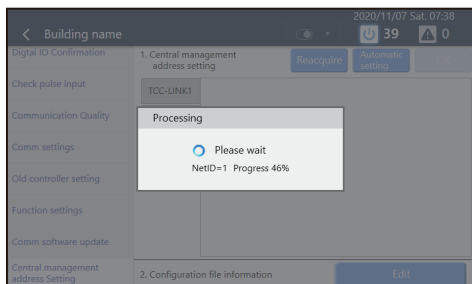 2020/11/07 Sat. 07:38
Building name
39
0
Digtal IO Confirmation
Check pulse input
Communication Quality
Comm settings
Old controller setting
Function settings
Comm software update
Central management
address Setting
1. Central management
address setting
Reacquire
Automatic
setting
OK
TCC-LINK1
Processing
Please wait
NetID=1 Progress 46%
2. Configuration file information
Edit